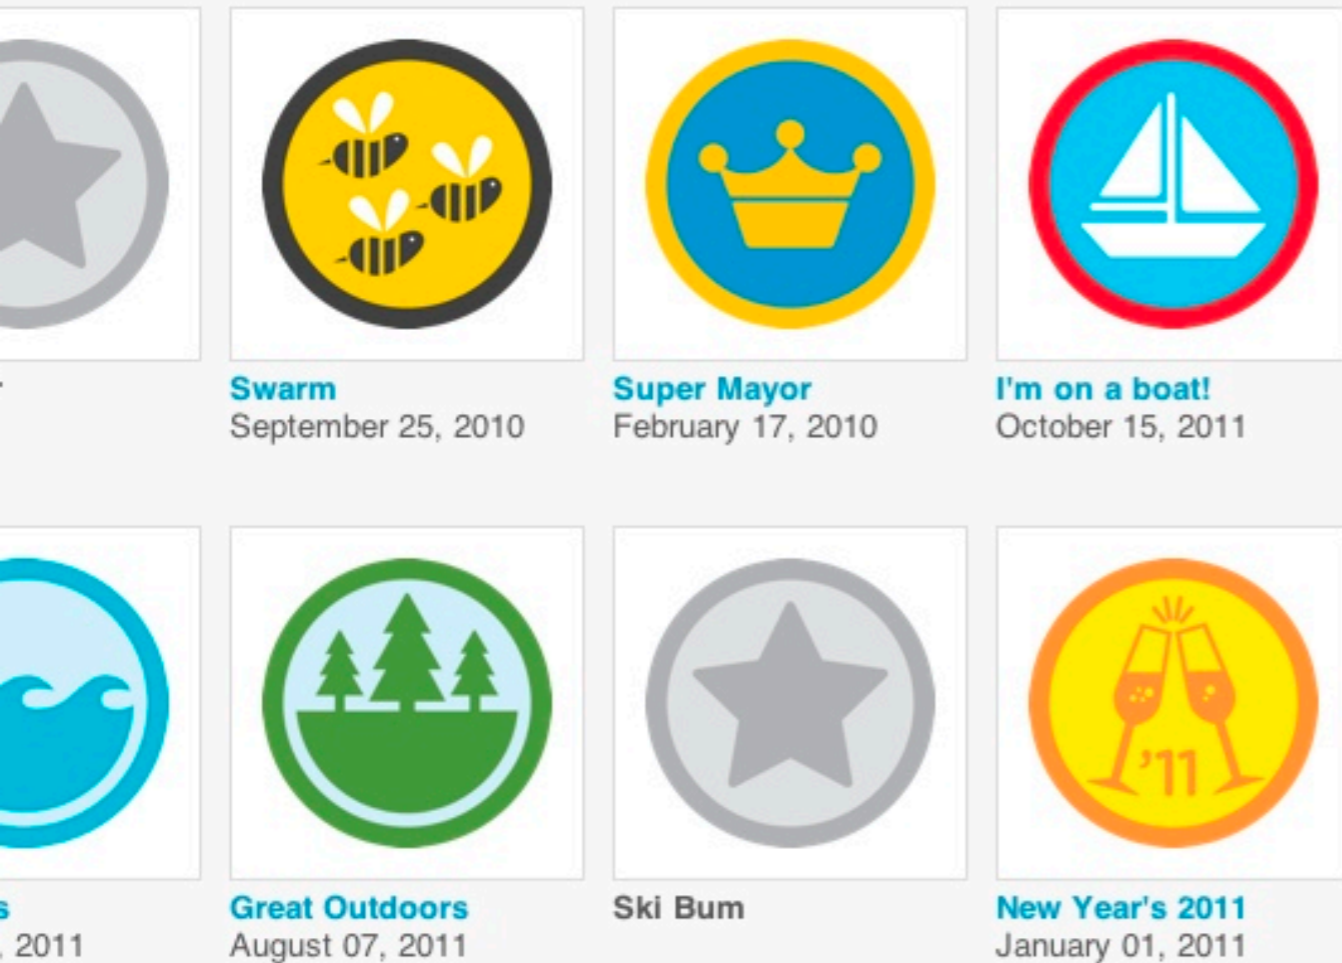 Swarm
September 25, 2010
Super Mayor
February 17, 2010
I'm on a boat!
October 15, 2011
, 2011
Great Outdoors
August 07, 2011
Ski Bum
'11
New Year's 2011
January 01, 2011